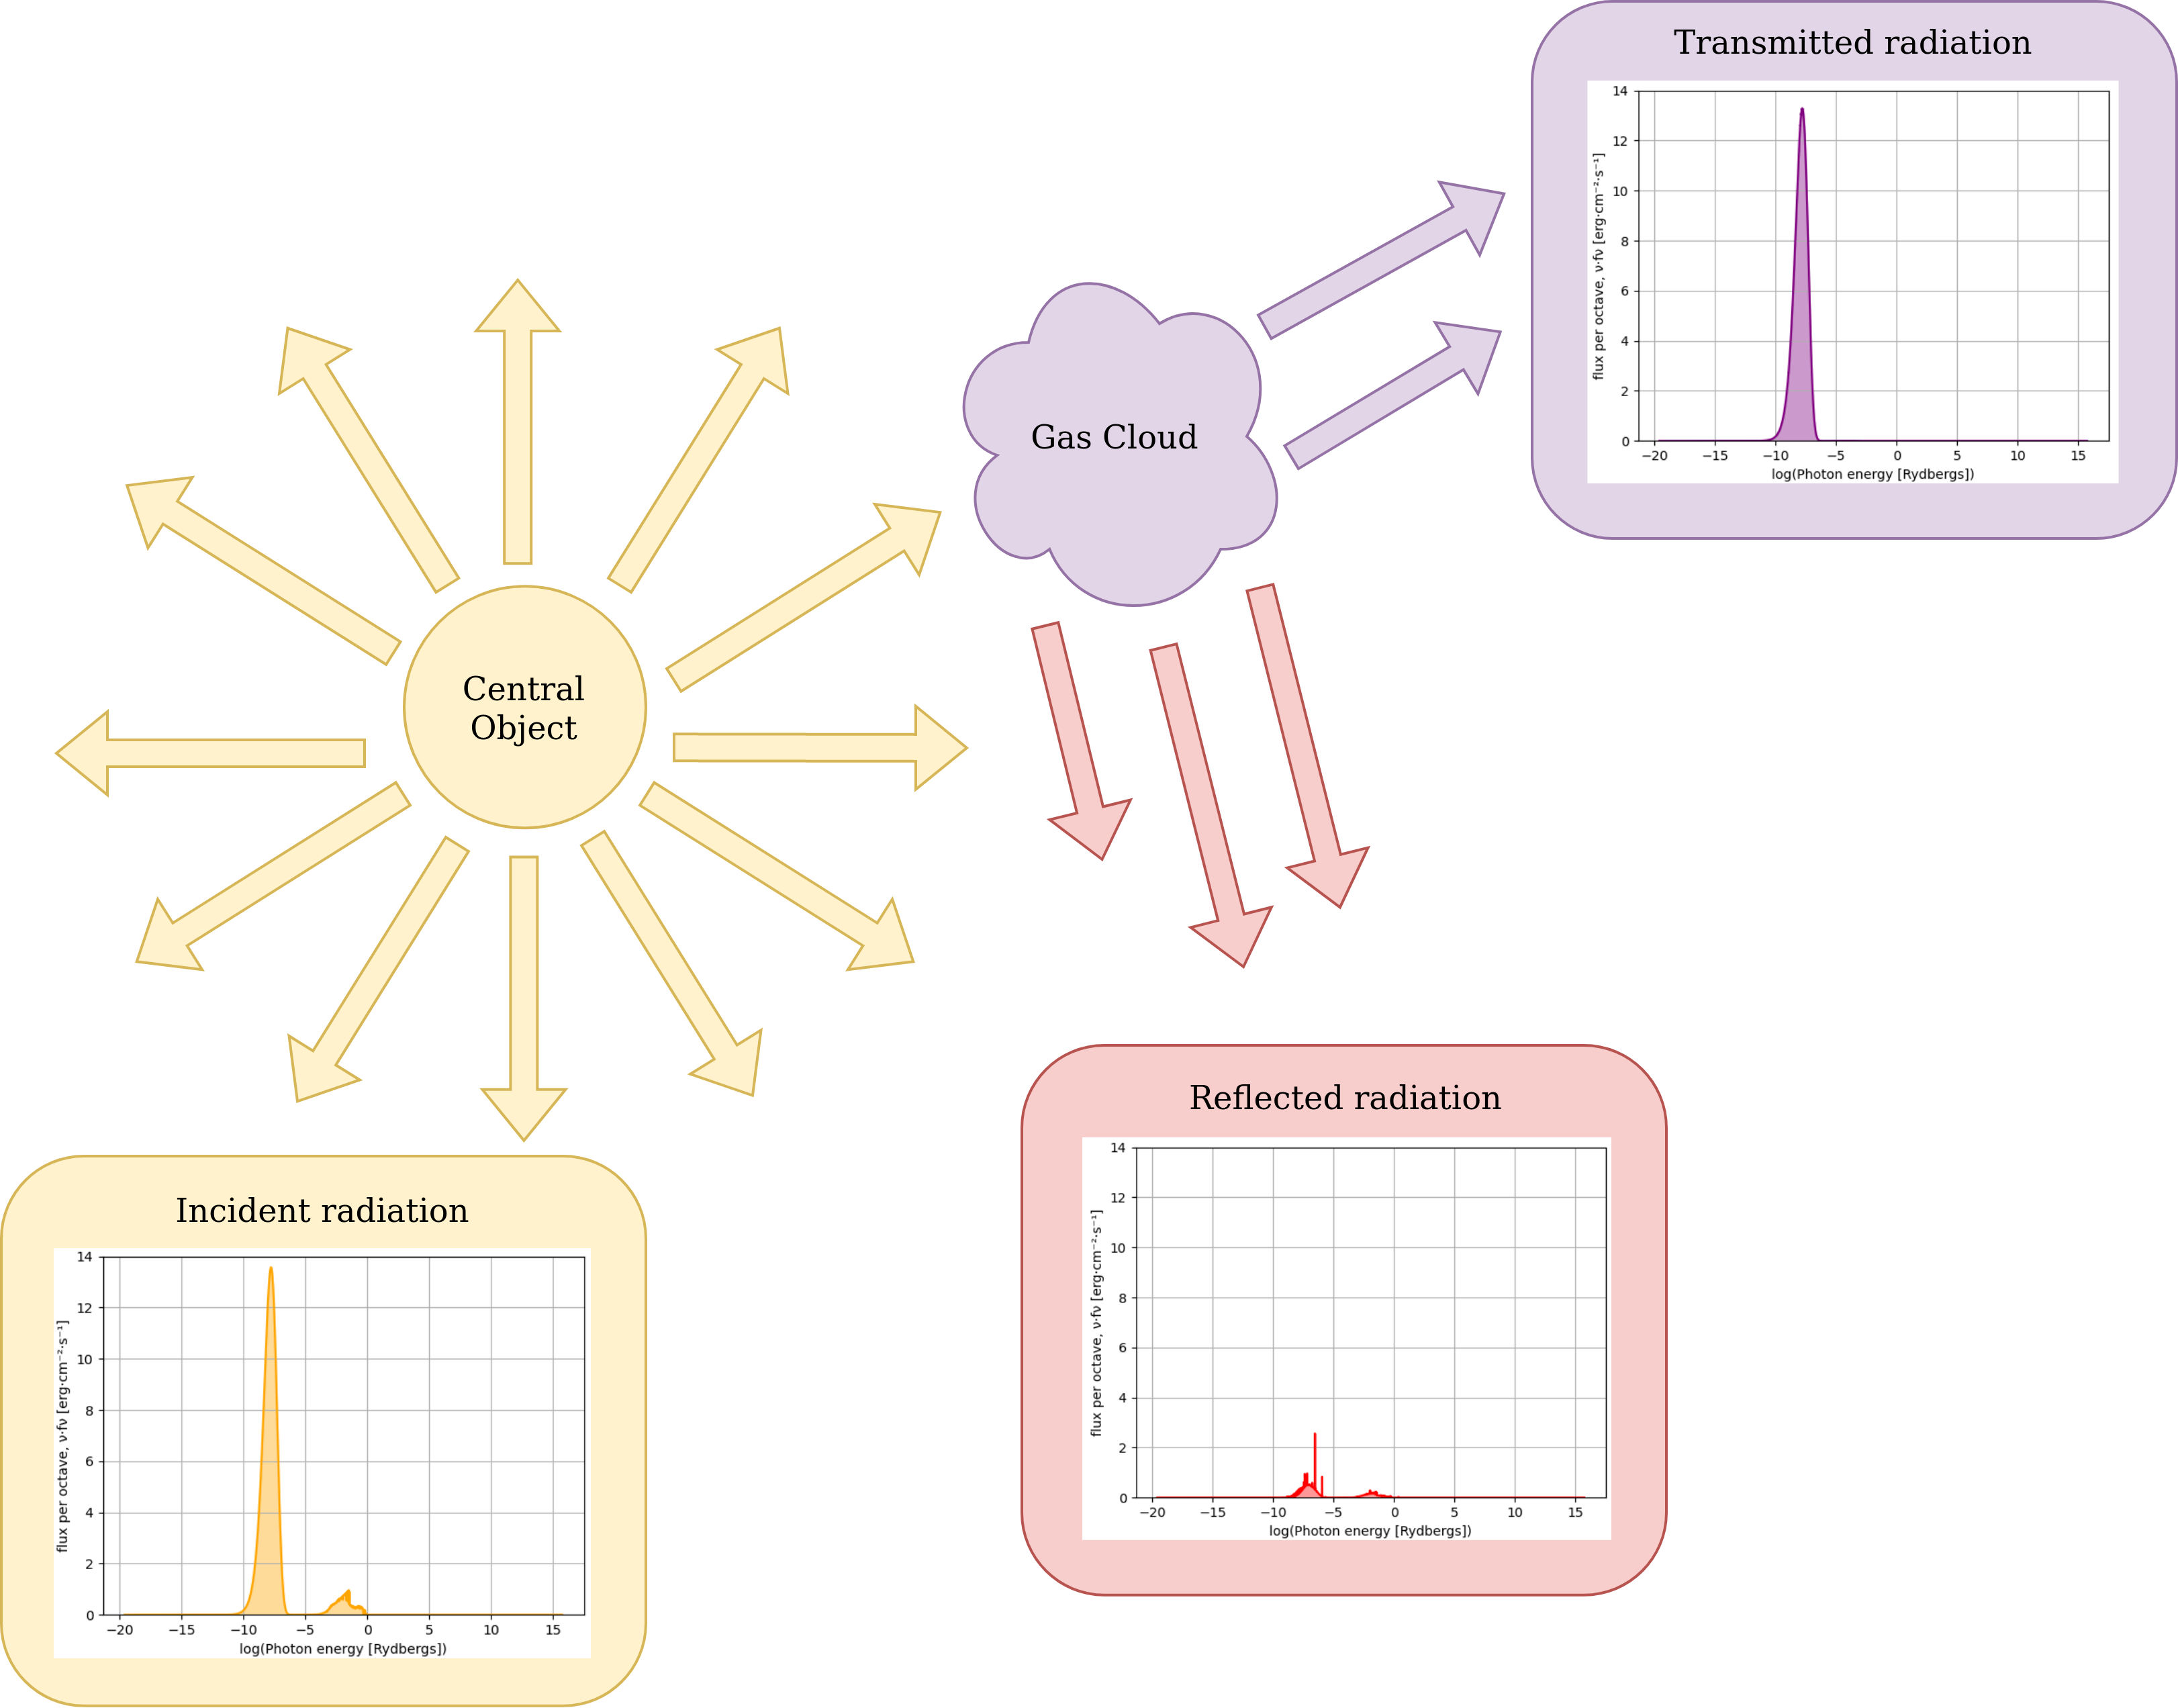 Transmitted radiation
14
12
10
8
6
4
2
0
flux per octave, ν·fν [erg·cm⁻²·s⁻¹]
−20 −15 −10 −5 0 5 10 15
log(Photon energy [Rydbergs])
Gas Cloud
Central
Object
Reflected radiation
14
12
10
8
6
4
2
0
flux per octave, ν·fν [erg·cm⁻²·s⁻¹]
−20 −15 −10 −5 0 5 10 15
log(Photon energy [Rydbergs])
Incident radiation
14
12
10
8
6
4
2
0
flux per octave, ν·fν [erg·cm⁻²·s⁻¹]
−20 −15 −10 −5 0 5 10 15
log(Photon energy [Rydbergs])